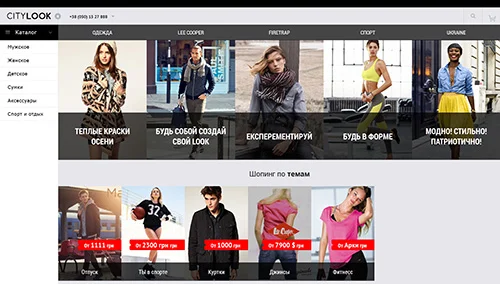 CITYLOOK
+38 (050) 13 27 888
Каталог
ОДЕЖДА
LEE COOPER
FIRETRAP
СПОРТ
UKRAINE
Мужское
Женское
Детское
Сумки
Аксессуары
Спорт и отдых
ТЕПЛЫЕ КРАСКИ
ОСЕНИ
БУДЬ СОБОЙ СОЗДАЙ
СВОЙ LOOK
ЕКСПЕРЕМЕНТИРУЙ
БУДЬ В ФОРМЕ
МОДНО! СТИЛЬНО!
ПАТРИОТИЧНО!
Шопинг по темам
От 1111 грн
От 2300 грн грн
От 1000 грн
От 7900 $ грн
От Архи грн
Отпуск
ТЫ в спорте
Куртки
Джинсы
Фитнес
32
Lee Cooper